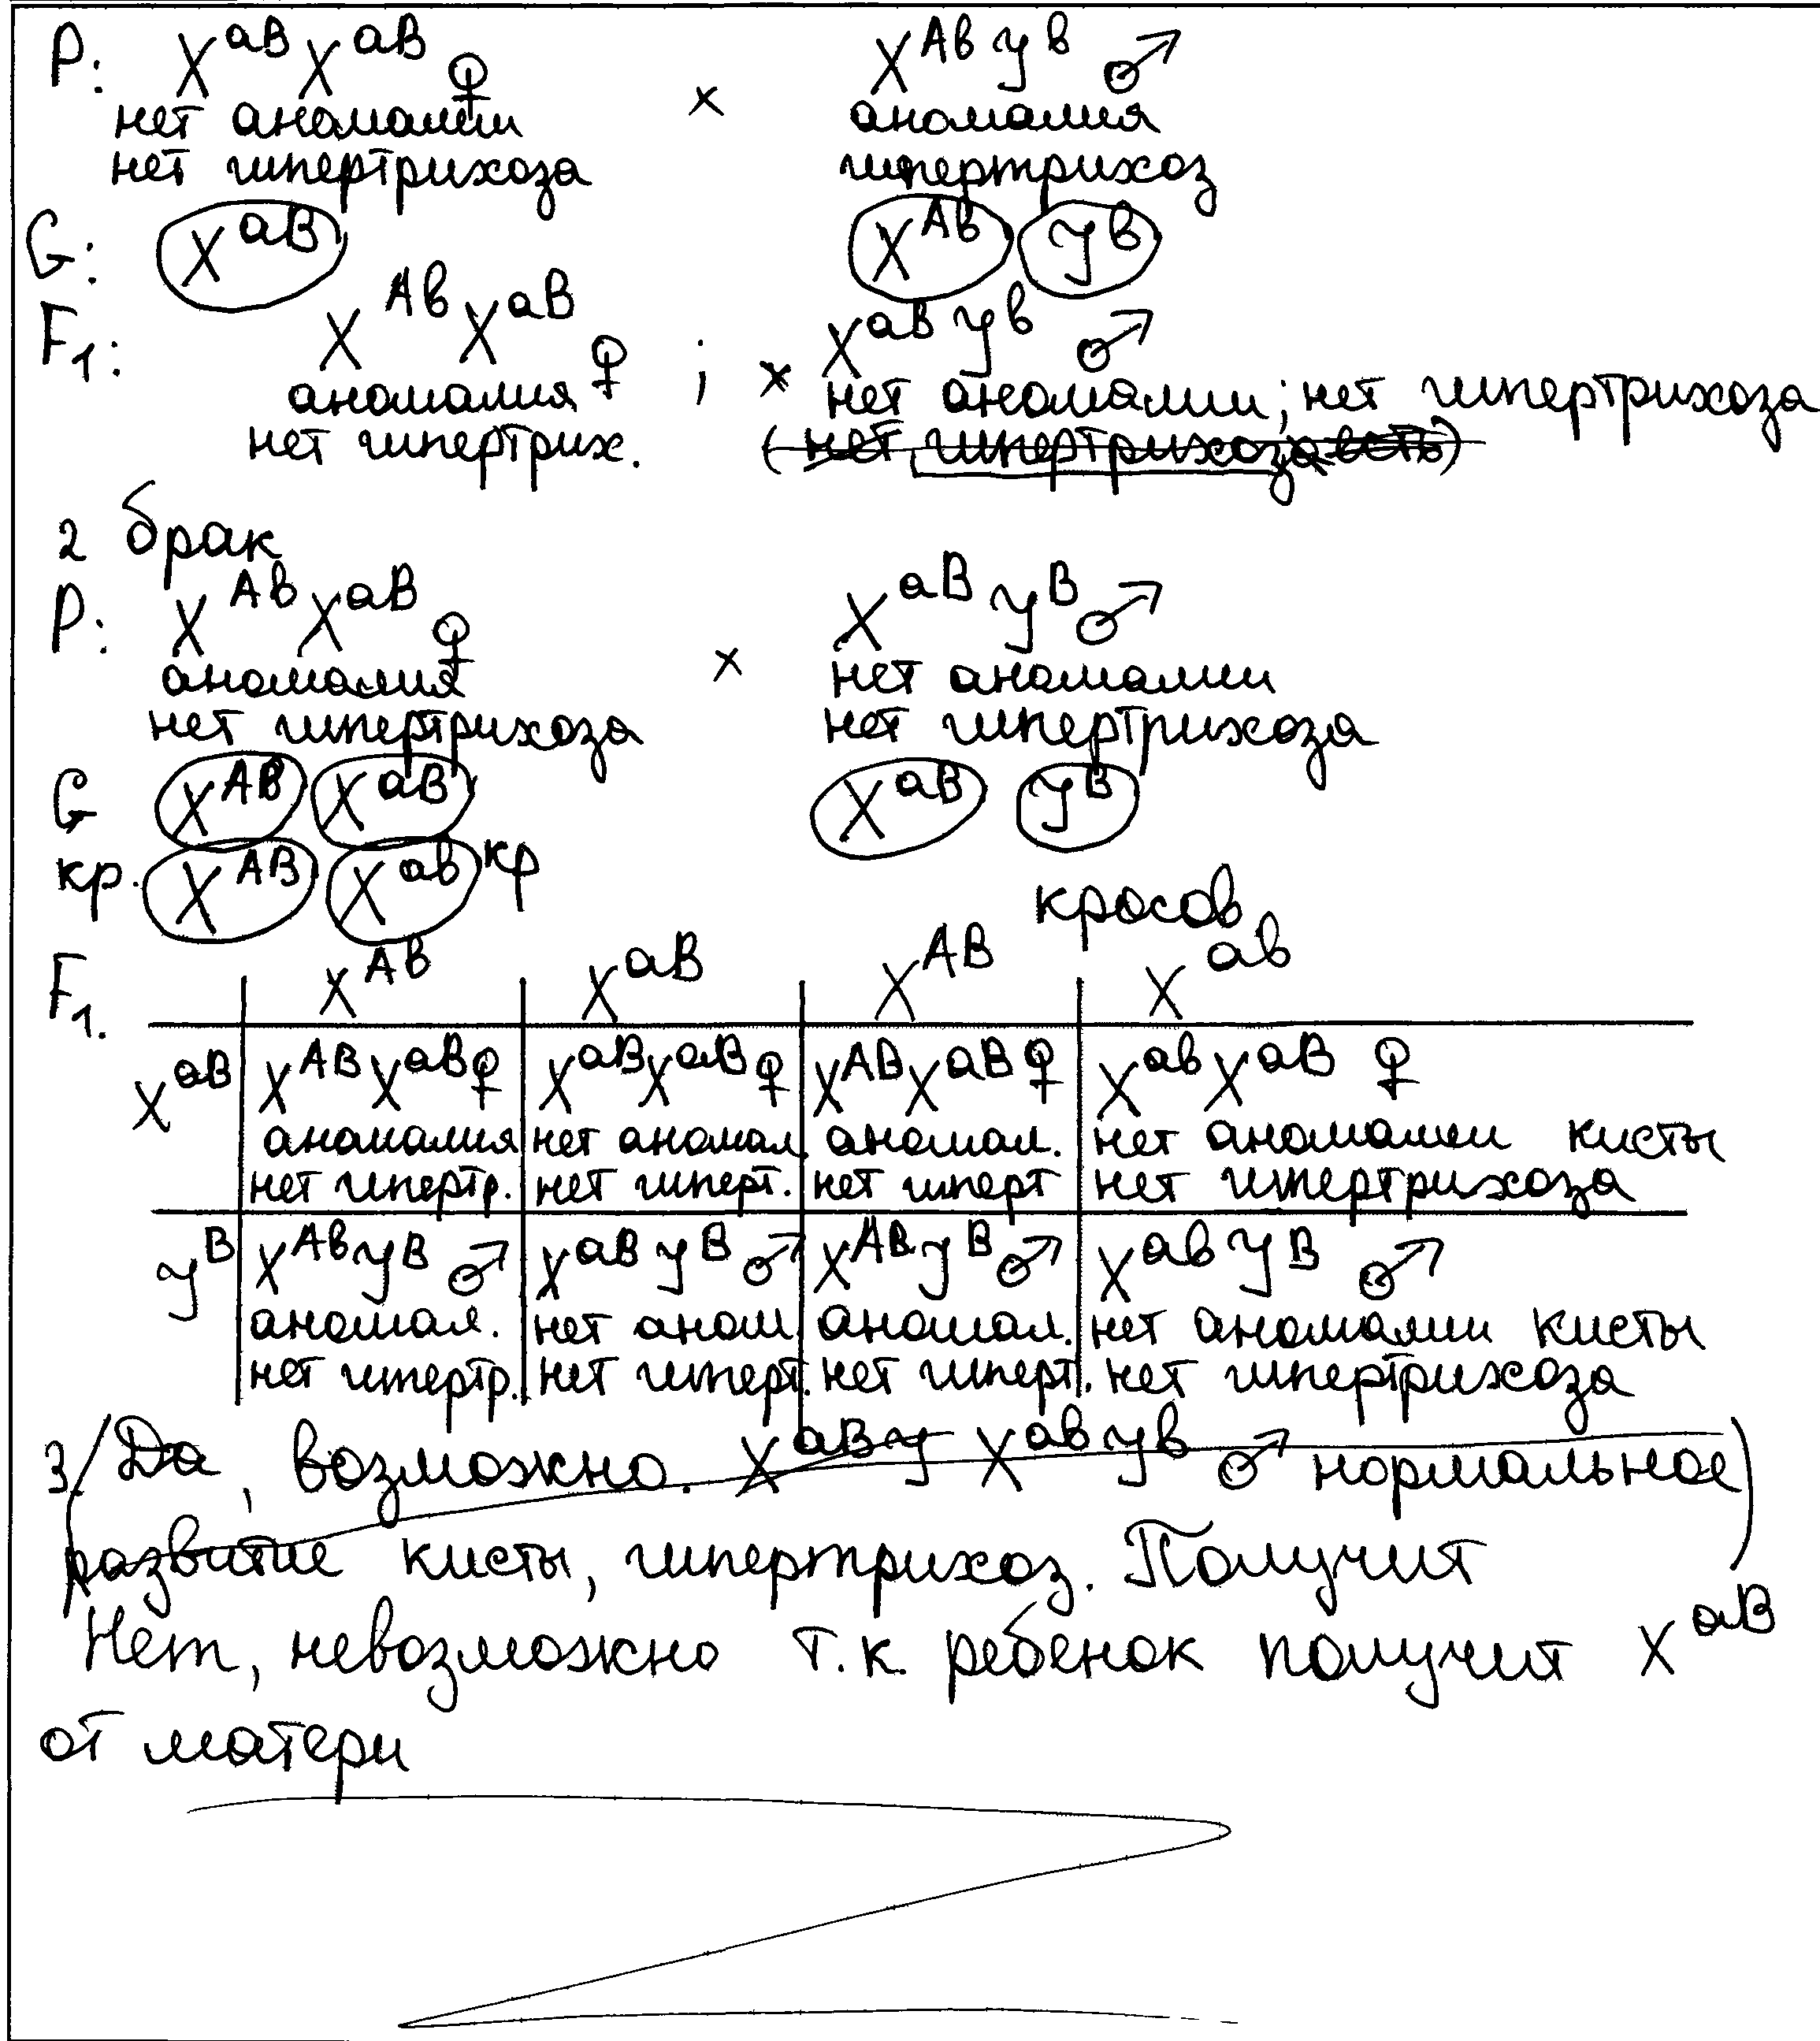 P: X^aB X^aB ♀ × X^Ab y^b ♂
нет аномалии аномалия
нет гипертрихоза гипертрихоз
G: X^aB X^Ab y^b
F1: X^Ab X^aB ♀ ; × X^aB y^b ♂
аномалия нет аномалии; нет гипертрихоза
нет гипертрих. (нет гипертрихоза есть)
2 брак
P: X^Ab X^aB ♀ × X^aB y^B ♂
аномалия нет аномалии
нет гипертрихоза нет гипертрихоза
G X^Ab X^aB X^aB y^B
кр. X^AB X^ab кр
кросов
F1. X^Ab X^aB X^AB X^ab
X^aB X^AB X^aB ♀ X^aB X^aB ♀ X^AB X^aB ♀ X^ab X^aB ♀
аномалия нет аномал. аномал. нет аномалии кисты
нет гипертр. нет гиперт. нет гиперт нет гипертрихоза
y^B X^Ab y^B ♂ X^aB y^B ♂ X^AB y^B ♂ X^ab y^B ♂
аномал. нет аном. аномал. нет аномалии кисты
нет гипертр. нет гиперт. нет гиперт. нет гипертрихоза
3. (Да, возможно. X^aB y X^ab y^b ♂ нормальное
развитие кисты, гипертрихоз. Получит)
Нет, невозможно т.к. ребёнок получит X^aB
от матери